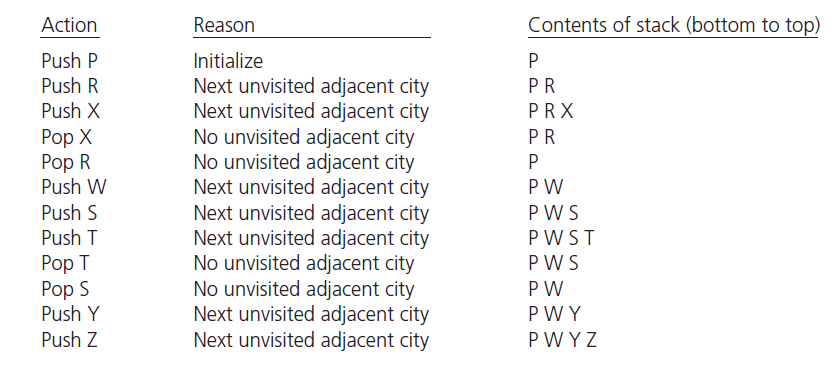 Action Reason Contents of stack (bottom to top)
Push P Initialize P
Push R Next unvisited adjacent city P R
Push X Next unvisited adjacent city P R X
Pop X No unvisited adjacent city P R
Pop R No unvisited adjacent city P
Push W Next unvisited adjacent city P W
Push S Next unvisited adjacent city P W S
Push T Next unvisited adjacent city P W S T
Pop T No unvisited adjacent city P W S
Pop S No unvisited adjacent city P W
Push Y Next unvisited adjacent city P W Y
Push Z Next unvisited adjacent city P W Y Z